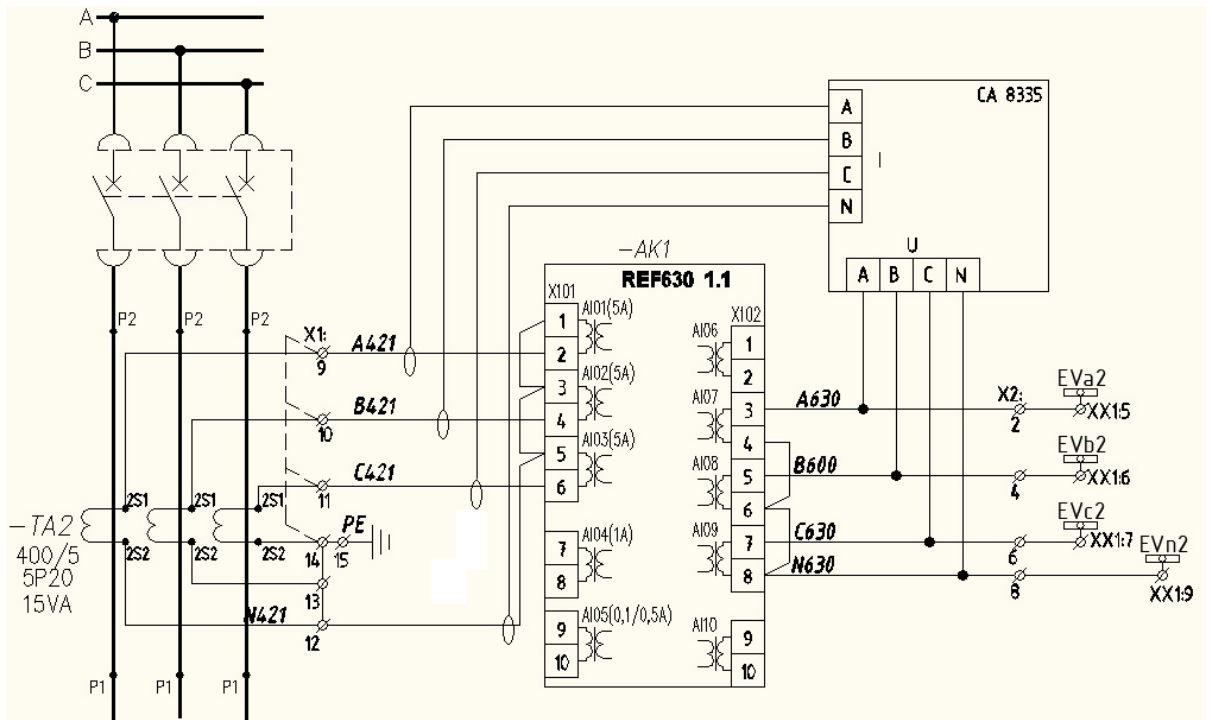 A
B
C
CA 8335
A
B
C
N
I
U
A B C N
-AK1
REF630 1.1
X101
X102
1
2
3
4
5
6
7
8
9
10
AI01(5A)
AI02(5A)
AI03(5A)
AI04(1A)
AI05(0,1/0,5A)
AI06
AI07
AI08
AI09
AI10
1
2
3
4
5
6
7
8
9
10
P2
P2
P2
X1:
9
A421
10
B421
11
C421
2S1
2S1
2S1
2S2
2S2
2S2
-TA2
400/5
5P20
15VA
14
15
PE
13
N421
12
P1
P1
P1
A630
B600
C630
N630
X2:
2
4
6
8
EVa2
XX1:5
EVb2
XX1:6
EVc2
XX1:7
EVn2
XX1:9